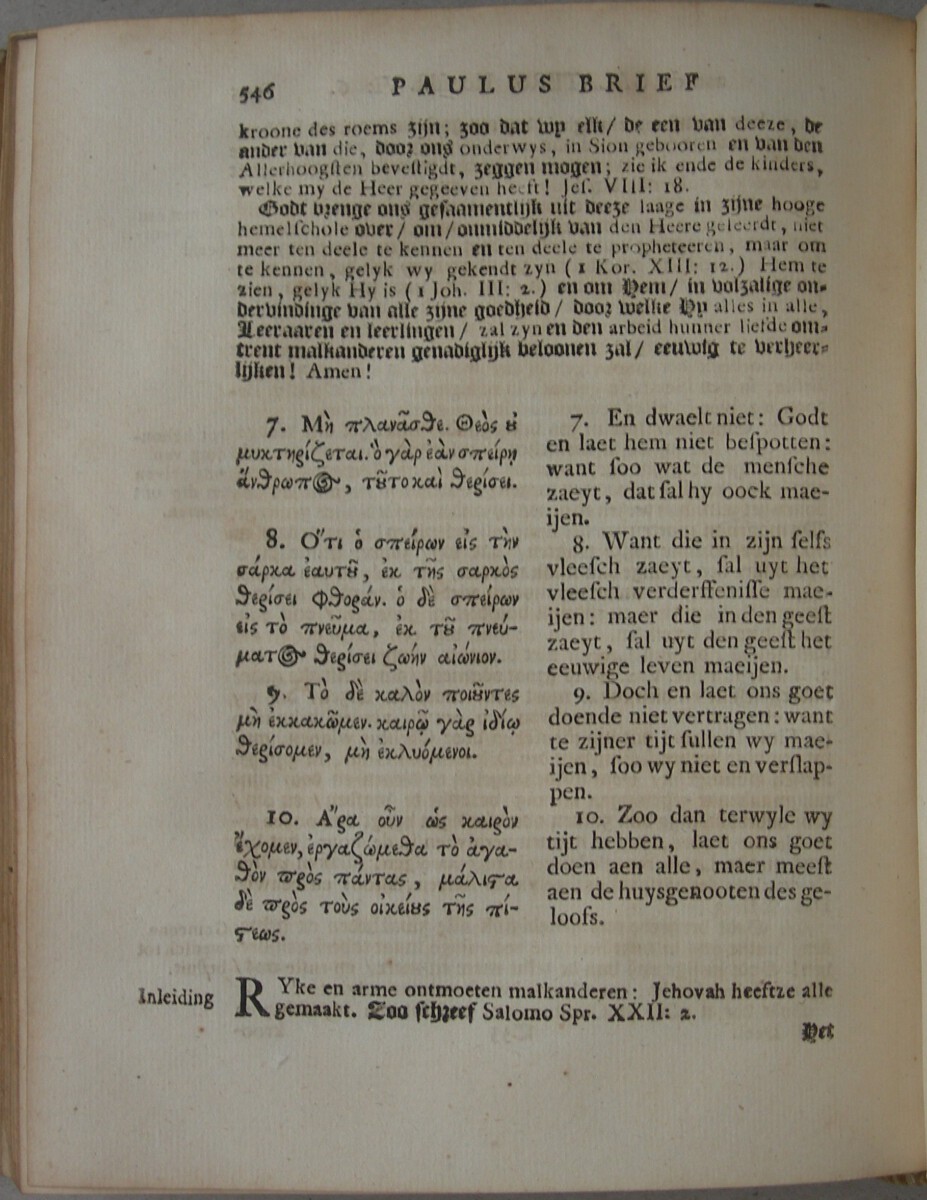 546 PAULUS BRIEF
kroone des roems zijn; zoo dat wy elk/ de een van deeze, de
ander van die, door ons onderwys, in Sion gebooren en van den
Allerhoogſten beveſtigdt, zeggen mogen; zie ik ende de kinders,
welke my de Heer gegeeven heeft! Jeſ. VIII: 18.
Godt brenge ons geſaamentlijk uit deeze laage in zijne hooge
hemelſchole over/ om/ onmiddelyk van den Heere geleerdt, niet
meer ten deele te kennen en ten deele te propheteeren, maar om
te kennen, gelyk wy gekendt zyn (1 Kor. XIII: 12.) Hem te
zien, gelyk Hy is (1 Joh. III: 2.) en om Hem/ in volzalige on-
dervindinge van alle zijne goedheid/ door welke Hy alles in alle,
Leeraaren en leerlingen/ zal zyn en den arbeid hunner liefde om-
trent malkanderen genadiglijk beloonen zal/ eeuwig te verheer-
lijken! Amen!
7. Μὴ πλανᾶσθε. Θεὸς ȣ
μυκτηρίζεται. ὁ γὰρ ἐὰν σπείρῃ
ἄνθρωπ⊙, τȣ͂το καὶ θερίσει.
8. Ὅτι ὁ σπείρων εἰς τὴν
σάρκα ἑαυτȣ͂, ἐκ τῆς σαρκὸς
θερίσει φθοράν. ὁ δὲ σπείρων
εἰς τὸ πνεῦμα, ἐκ τȣ͂ πνεύ-
ματ⊙ θερίσει ζωὴν αἰώνιον.
9. Τὸ δὲ καλὸν ποιȣ͂ντες
μὴ ἐκκακῶμεν. καιρῷ γὰρ ἰδίῳ
θερίσομεν, μὴ ἐκλυόμενοι.
10. Ἄρα οὖν ὡς καιρὸν
ἔχομεν, ἐργαζώμεθα τὸ ἀγα-
θὸν πρὸς πάντας, μάλιϛα
δὲ πρὸς τοὺς οἰκείȣς τῆς πί-
ϛεως.
7. En dwaelt niet: Godt
en laet hem niet beſpotten:
want ſoo wat de menſche
zaeyt, dat ſal hy oock mae-
ijen.
8. Want die in zijn ſelfs
vleeſch zaeyt, ſal uyt het
vleeſch verderffeniſſe mae-
ijen: maer die in den geeſt
zaeyt, ſal uyt den geeſt het
eeuwige leven maeijen.
9. Doch en laet ons goet
doende niet vertragen: want
te zijner tijt ſullen wy mae-
ijen, ſoo wy niet en verſlap-
pen.
10. Zoo dan terwyle wy
tijt hebben, laet ons goet
doen aen alle, maer meeſt
aen de huysgenooten des ge-
loofs.
Inleiding
RYke en arme ontmoeten malkanderen: Jehovah heeftze alle
gemaakt. Zoo ſchreef Salomo Spr. XXII: 2.
Het